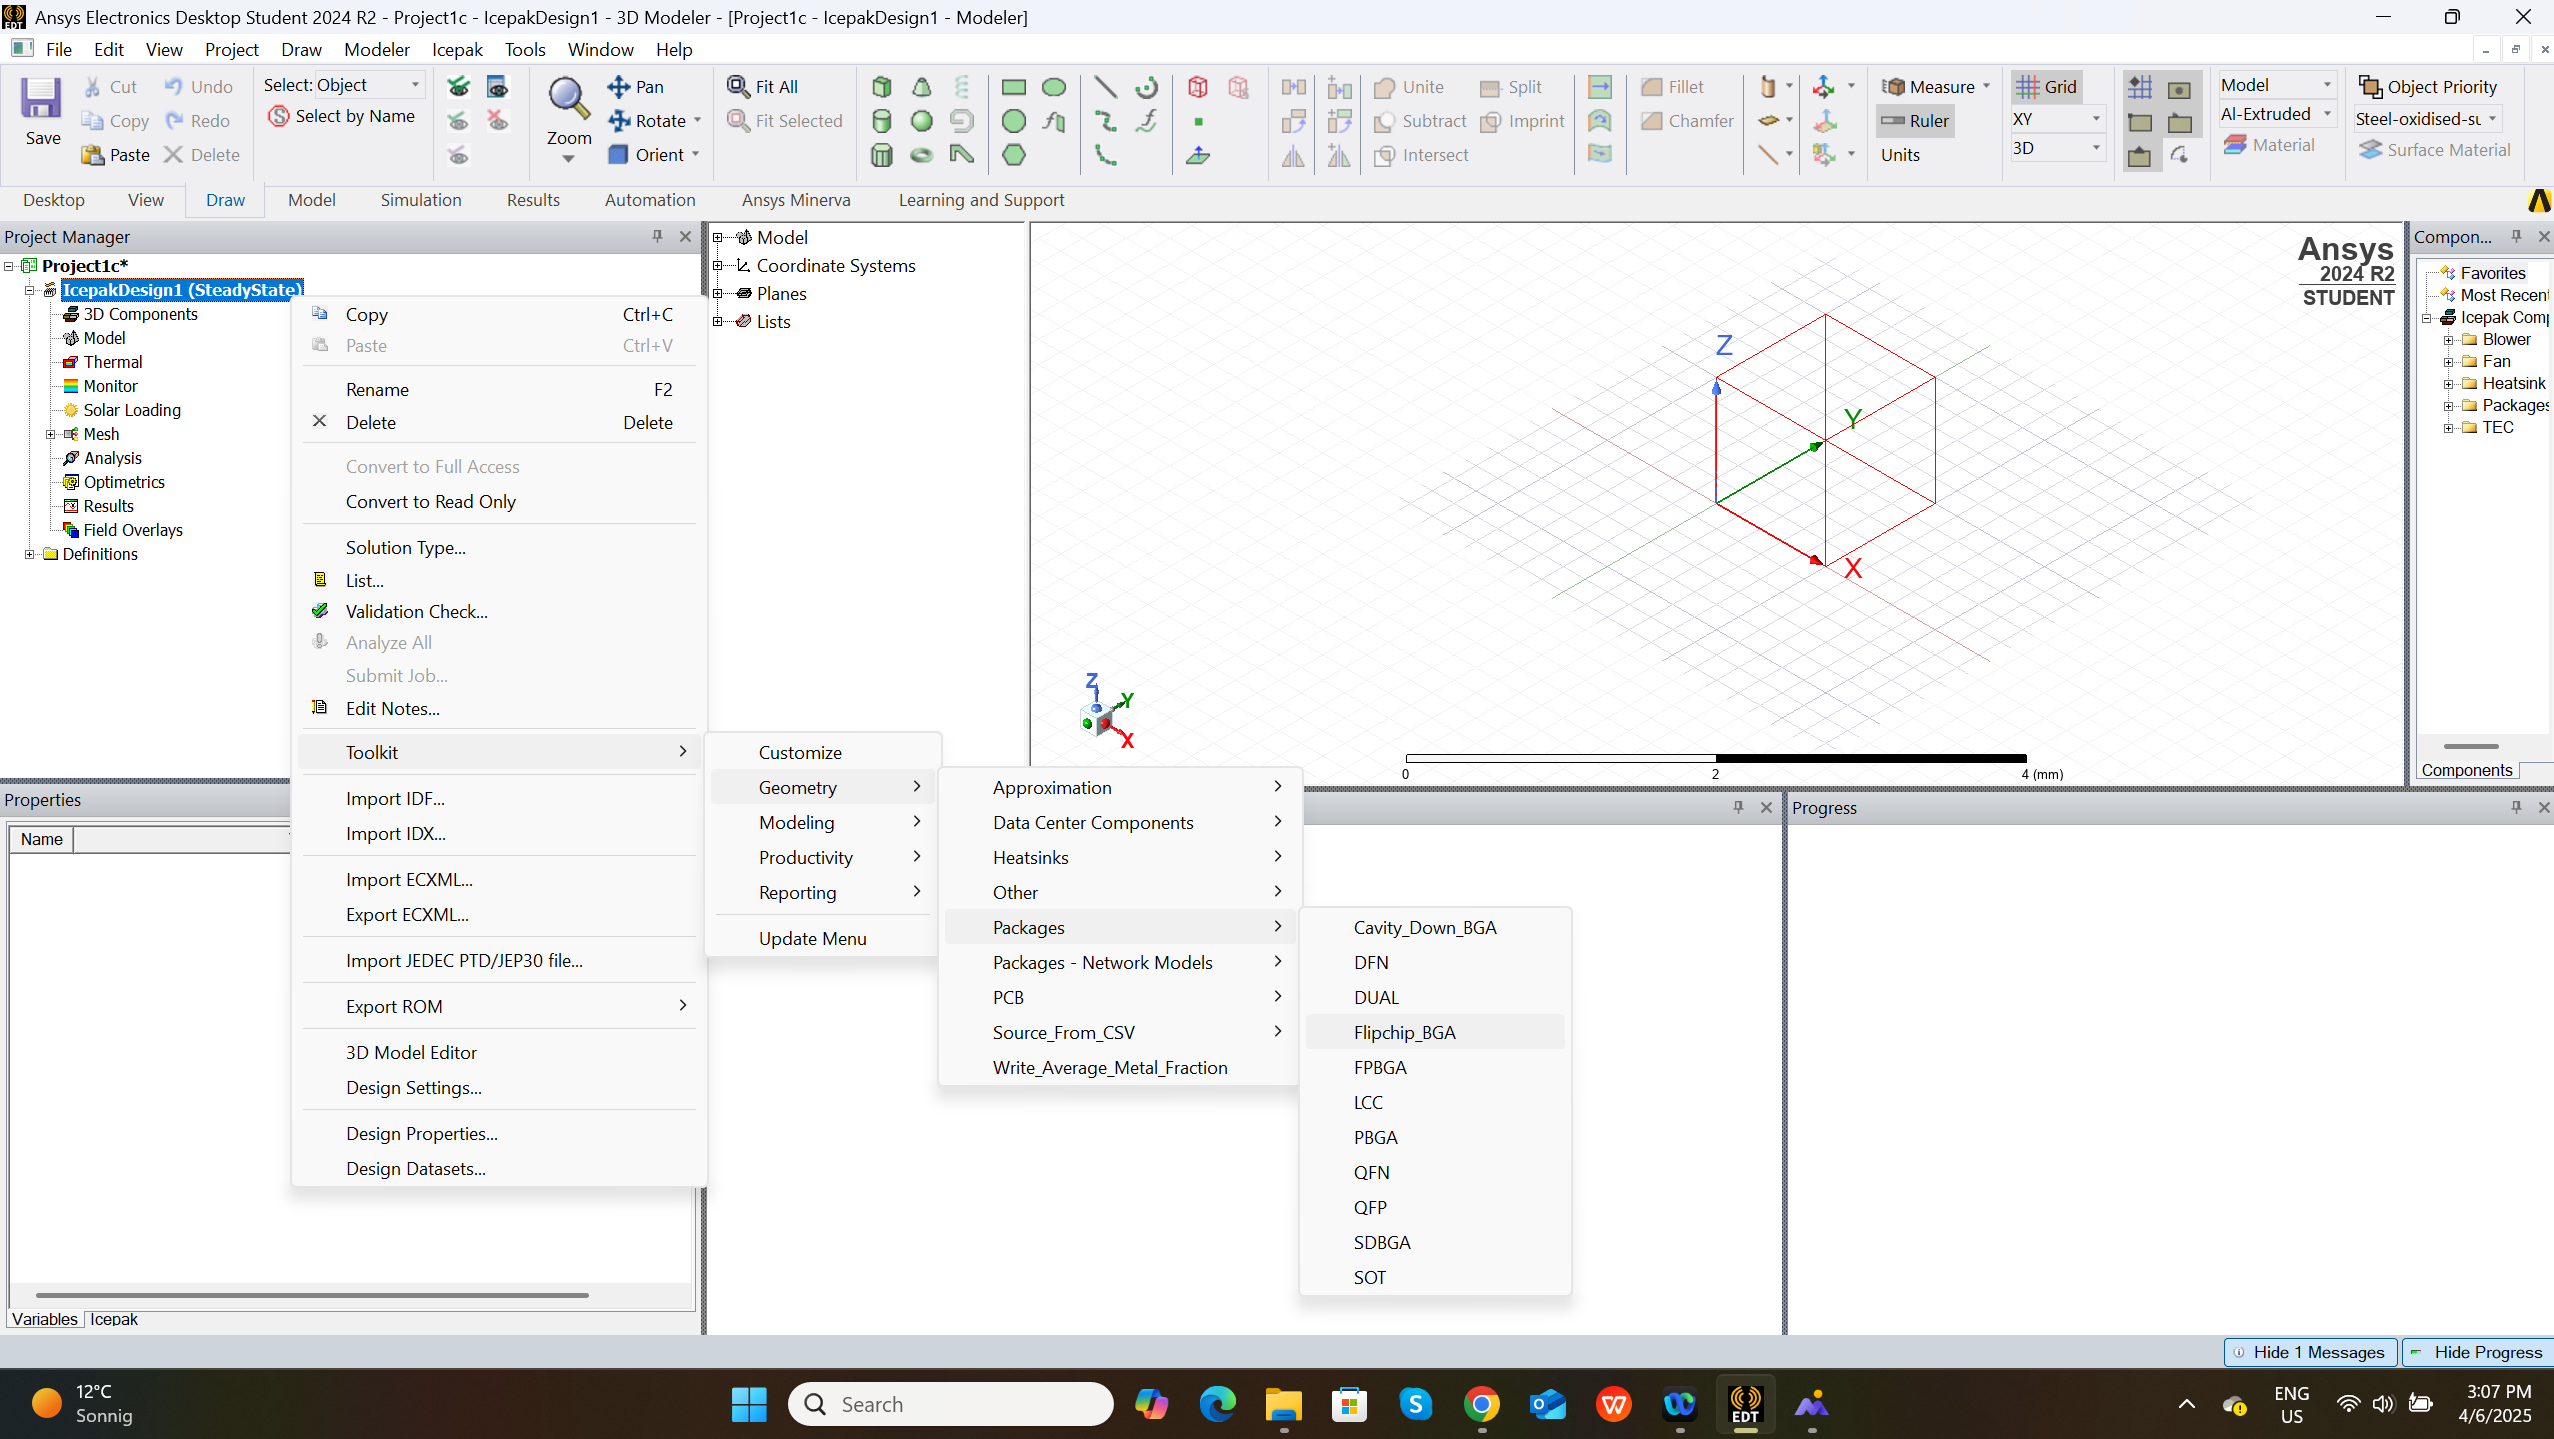 Ansys Electronics Desktop Student 2024 R2 - Project1c - IcepakDesign1 - 3D Modeler - [Project1c - IcepakDesign1 - Modeler]
File Edit View Project Draw Modeler Icepak Tools Window Help
Save
Cut
Copy
Paste
Undo
Redo
Delete
Select: Object
Select by Name
Zoom
Pan
Rotate
Orient
Fit All
Fit Selected
Unite
Subtract
Intersect
Split
Imprint
Fillet
Chamfer
Measure
Ruler
Units
Grid
XY
3D
Model
Al-Extruded
Material
Object Priority
Steel-oxidised-su
Surface Material
Desktop View Draw Model Simulation Results Automation Ansys Minerva Learning and Support
Project Manager
Project1c*
IcepakDesign1 (SteadyState)
3D Components
Model
Thermal
Monitor
Solar Loading
Mesh
Analysis
Optimetrics
Results
Field Overlays
Definitions
Copy Ctrl+C
Paste Ctrl+V
Rename F2
Delete Delete
Convert to Full Access
Convert to Read Only
Solution Type...
List...
Validation Check...
Analyze All
Submit Job...
Edit Notes...
Toolkit
Import IDF...
Import IDX...
Import ECXML...
Export ECXML...
Import JEDEC PTD/JEP30 file...
Export ROM
3D Model Editor
Design Settings...
Design Properties...
Design Datasets...
Customize
Geometry
Modeling
Productivity
Reporting
Update Menu
Approximation
Data Center Components
Heatsinks
Other
Packages
Packages - Network Models
PCB
Source_From_CSV
Write_Average_Metal_Fraction
Cavity_Down_BGA
DFN
DUAL
Flipchip_BGA
FPBGA
LCC
PBGA
QFN
QFP
SDBGA
SOT
Model
Coordinate Systems
Planes
Lists
Ansys
2024 R2
STUDENT
Z
Y
X
Z
Y
X
0 2 4 (mm)
Compon...
Favorites
Most Recent
Icepak Comp
Blower
Fan
Heatsink
Packages
TEC
Components
Properties
Name
Variables Icepak
Progress
Hide 1 Messages Hide Progress
12°C
Sonnig
Search
EDT
ENG
US
3:07 PM
4/6/2025